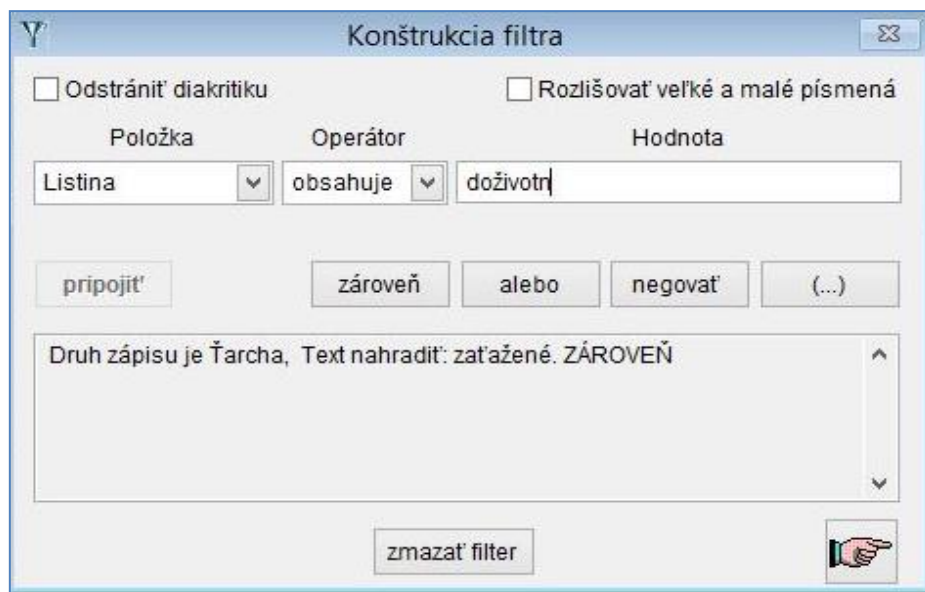 Konštrukcia filtra
Odstrániť diakritiku Rozlišovať veľké a malé písmená
Položka Operátor Hodnota
Listina obsahuje doživotn
pripojiť zároveň alebo negovať (...)
Druh zápisu je Ťarcha, Text nahradiť: zaťažené. ZÁROVEŇ
zmazať filter